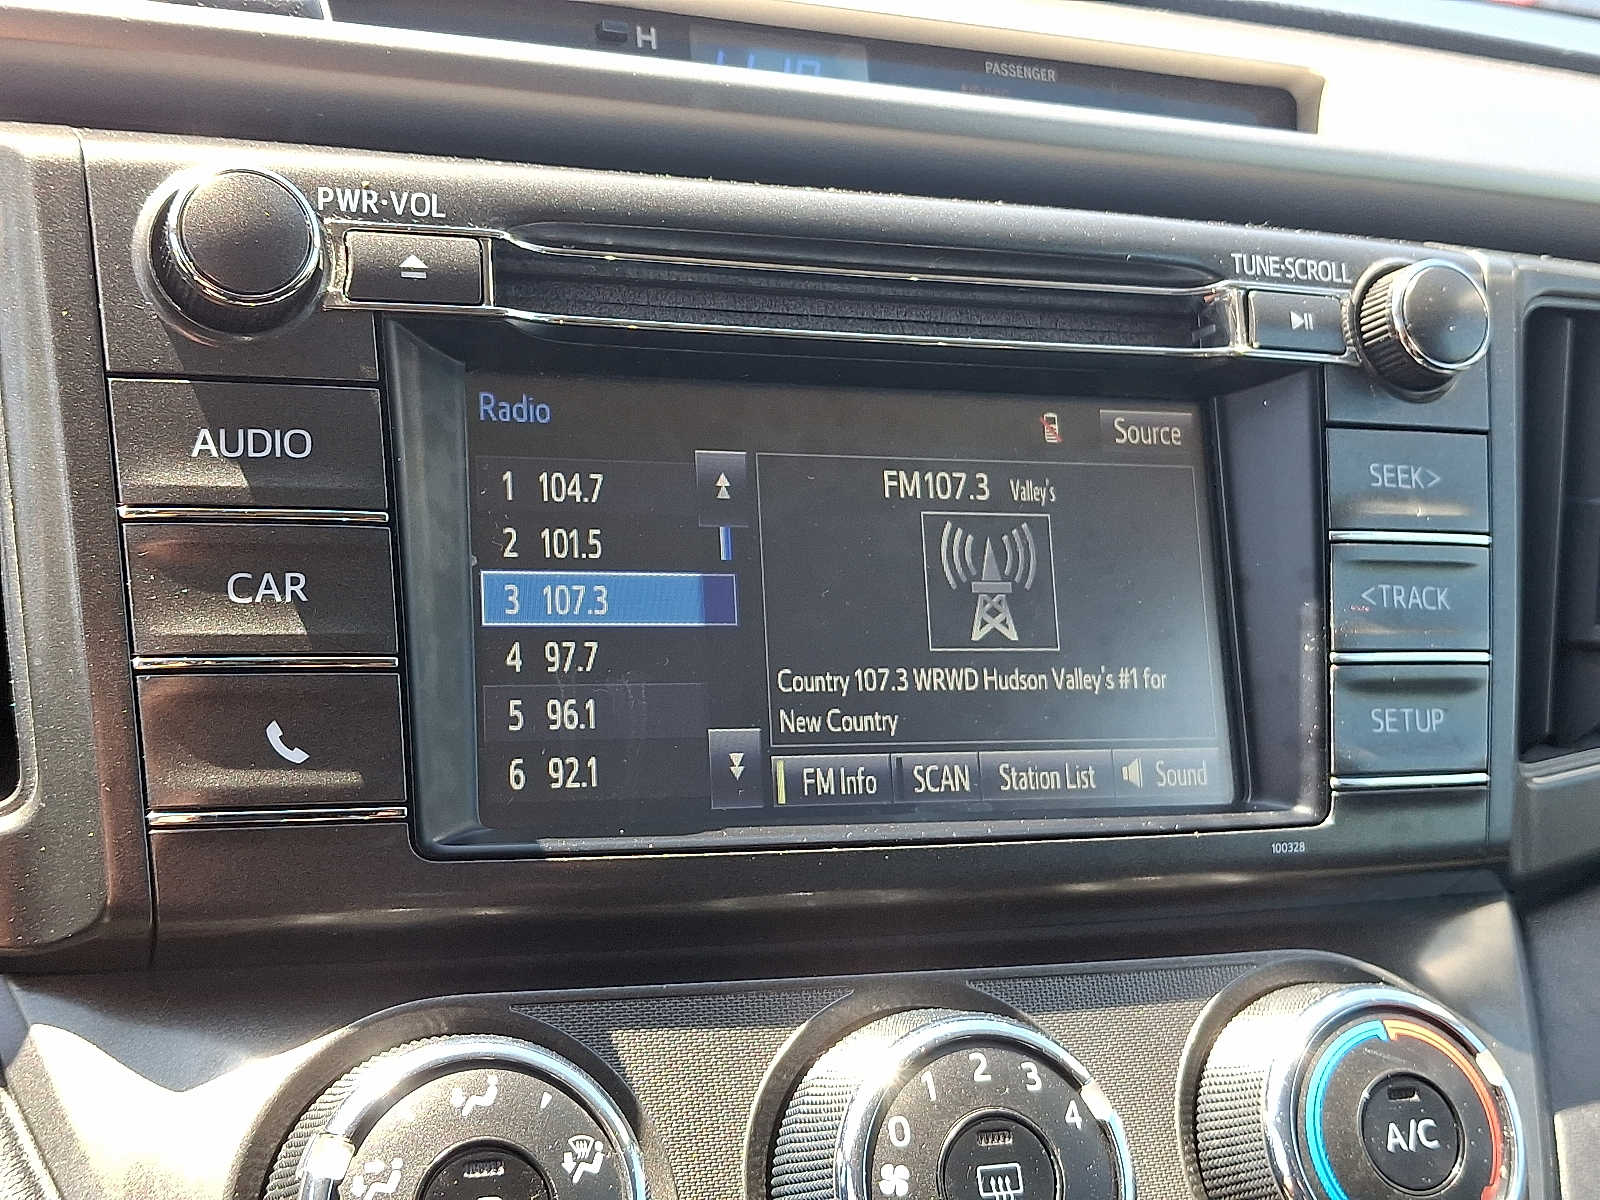 H
PASSENGER
PWR·VOL
TUNE·SCROLL
AUDIO
CAR
Radio
Source
1 104.7
2 101.5
3 107.3
4 97.7
5 96.1
6 92.1
FM107.3 Valley's
Country 107.3 WRWD Hudson Valley's #1 for
New Country
FM Info
SCAN
Station List
Sound
SEEK>
<TRACK
SETUP
100328
0 1 2 3 4
A/C